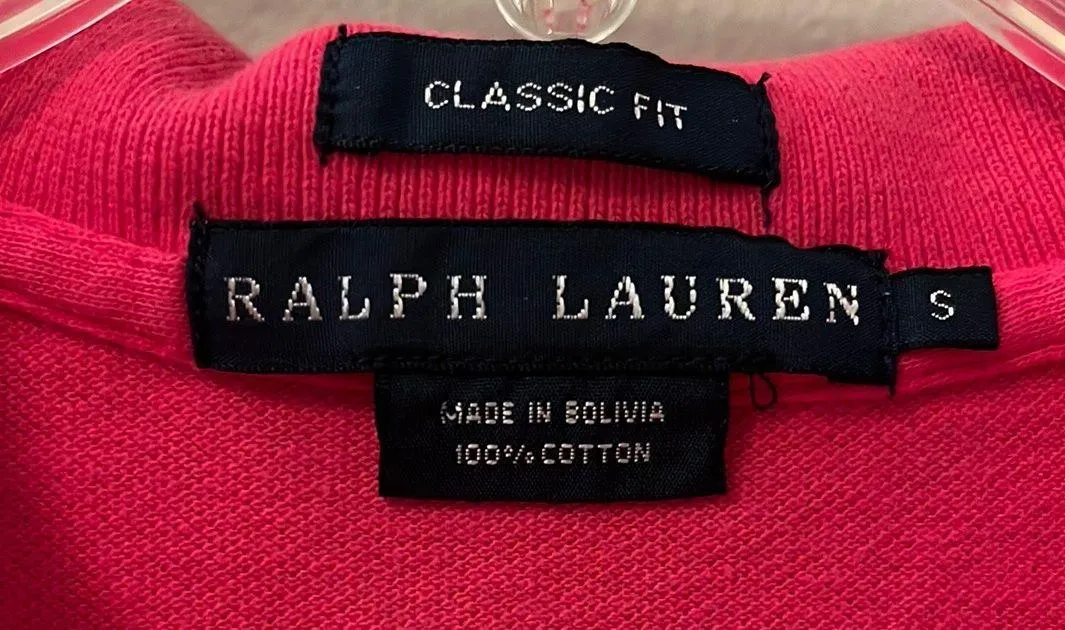 CLASSIC FIT
RALPH LAUREN S
MADE IN BOLIVIA
100% COTTON